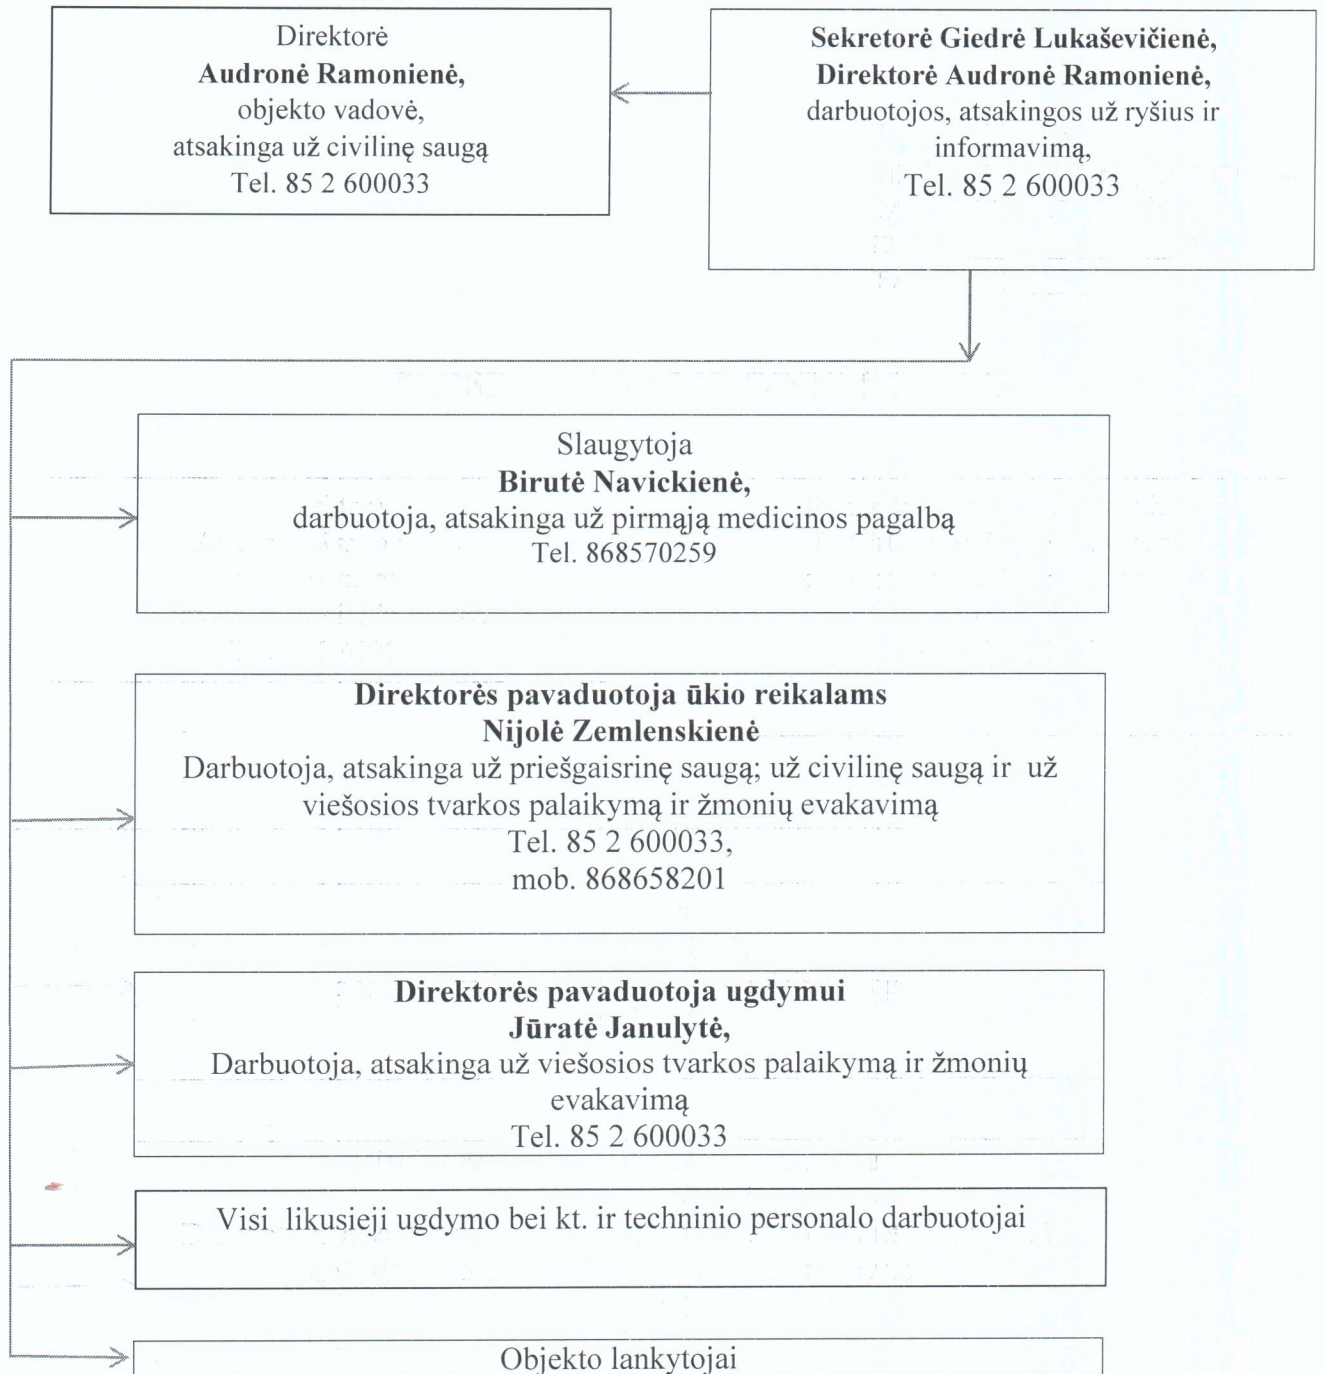 Direktorė
Audronė Ramonienė,
objekto vadovė,
atsakinga už civilinę saugą
Tel. 85 2 600033
Sekretorė Giedrė Lukaševičienė,
Direktorė Audronė Ramonienė,
darbuotojos, atsakingos už ryšius ir
informavimą,
Tel. 85 2 600033
Slaugytoja
Birutė Navickienė,
darbuotoja, atsakinga už pirmąją medicinos pagalbą
Tel. 868570259
Direktorės pavaduotoja ūkio reikalams
Nijolė Zemlenskienė
Darbuotoja, atsakinga už priešgaisrinę saugą; už civilinę saugą ir už
viešosios tvarkos palaikymą ir žmonių evakavimą
Tel. 85 2 600033,
mob. 868658201
Direktorės pavaduotoja ugdymui
Jūratė Janulytė,
Darbuotoja, atsakinga už viešosios tvarkos palaikymą ir žmonių
evakavimą
Tel. 85 2 600033
Visi likusieji ugdymo bei kt. ir techninio personalo darbuotojai
Objekto lankytojai